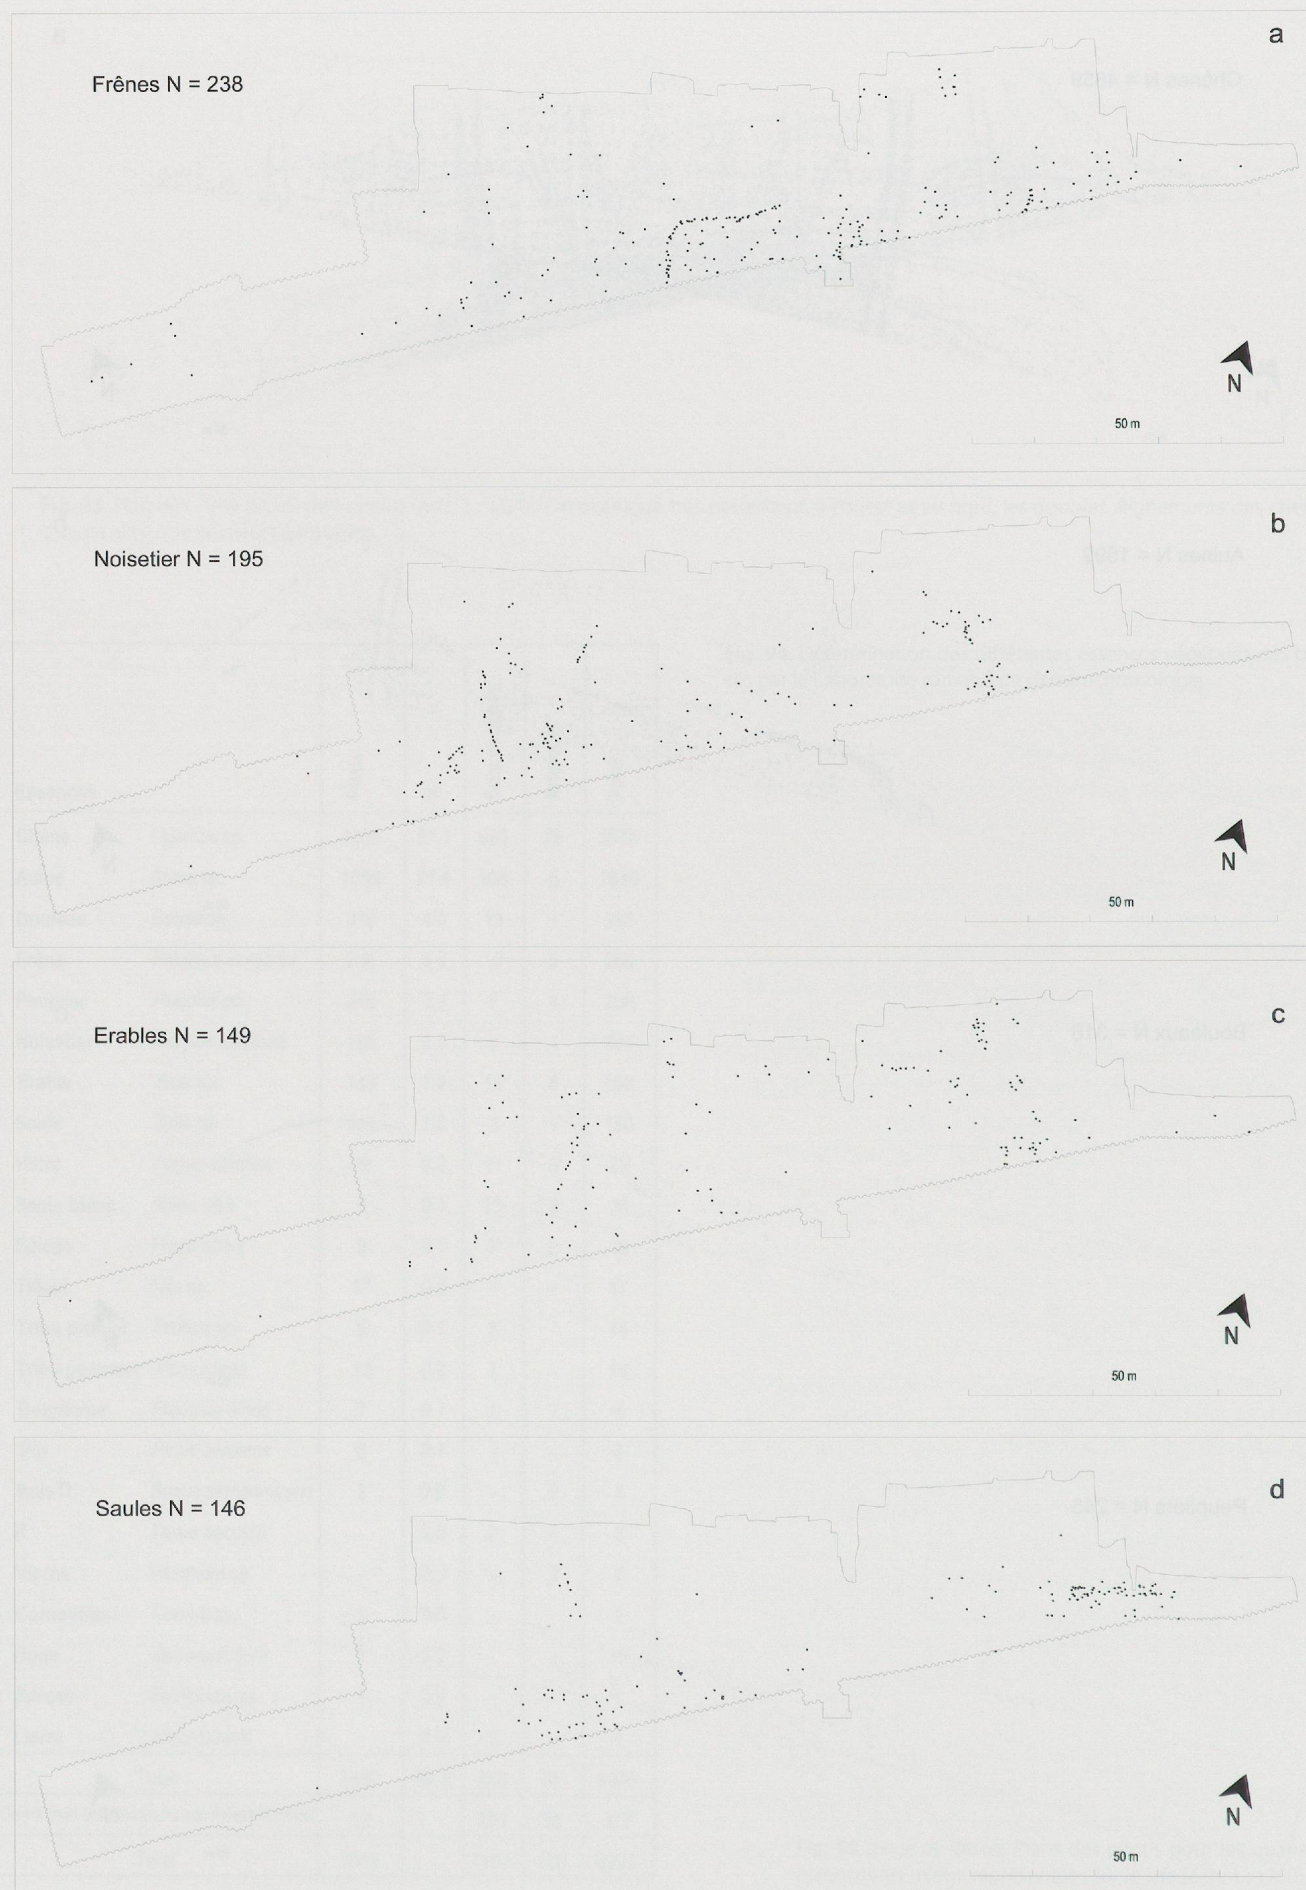 a
Frênes N = 238
N
50 m
b
Noisetier N = 195
N
50 m
c
Erables N = 149
N
50 m
d
Saules N = 146
N
50 m